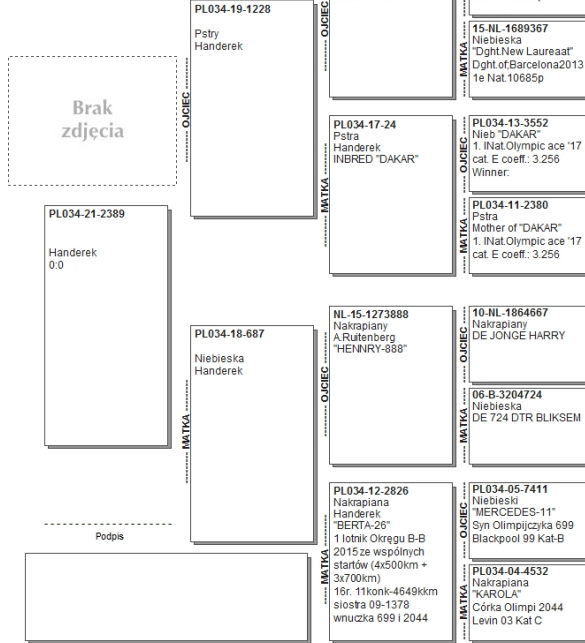 Brak
zdjęcia
PL034-21-2389
Handerek
0:0
Podpis
OJCIEC
PL034-19-1228
Pstry
Handerek
MATKA
PL034-18-687
Niebieska
Handerek
OJCIEC
MATKA
PL034-17-24
Pstra
Handerek
INBRED "DAKAR"
OJCIEC
NL-15-1273888
Nakrapiany
A.Ruitenberg
"HENNRY-888"
MATKA
PL034-12-2826
Nakrapiana
Handerek
"BERTA-26"
1 lotnik Okręgu B-B
2015 ze wspólnych
startów (4x500km +
3x700km)
16r. 11konk-4649kkm
siostra 09-1378
wnuczka 699 i 2044
MATKA
15-NL-1689367
Niebieska
"Dght.New Laureaat"
Dght.of;Barcelona2013
1e Nat.10685p
OJCIEC
PL034-13-3552
Nieb "DAKAR"
1. INat.Olympic ace '17
cat. E coeff.: 3.256
Winner:
MATKA
PL034-11-2380
Pstra
Mother of "DAKAR"
1. INat.Olympic ace '17
cat. E coeff.: 3.256
OJCIEC
10-NL-1864667
Nakrapiany
DE JONGE HARRY
MATKA
06-B-3204724
Niebieska
DE 724 DTR BLIKSEM
OJCIEC
PL034-05-7411
Niebieski
"MERCEDES-11"
Syn Olimpijczyka 699
Blackpool 99 Kat-B
MATKA
PL034-04-4532
Nakrapiana
"KAROLA"
Córka Olimpi 2044
Levin 03 Kat C